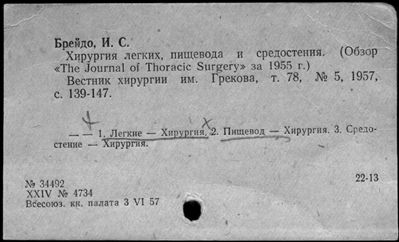 Брейдо, И. С.
Хирургия легких, пищевода и средостения. (Обзор
«The Journal of Thoracic Surgery» за 1955 г.)
Вестник хирургии им. Грекова, т. 78, № 5, 1957,
с. 139-147.
— — 1. Легкие — Хирургия. 2. Пищевод — Хирургия. 3. Средо-
стение — Хирургия.
22-13
№ 34492
XXIV № 4734
Всесоюз. кн. палата 3 VI 57